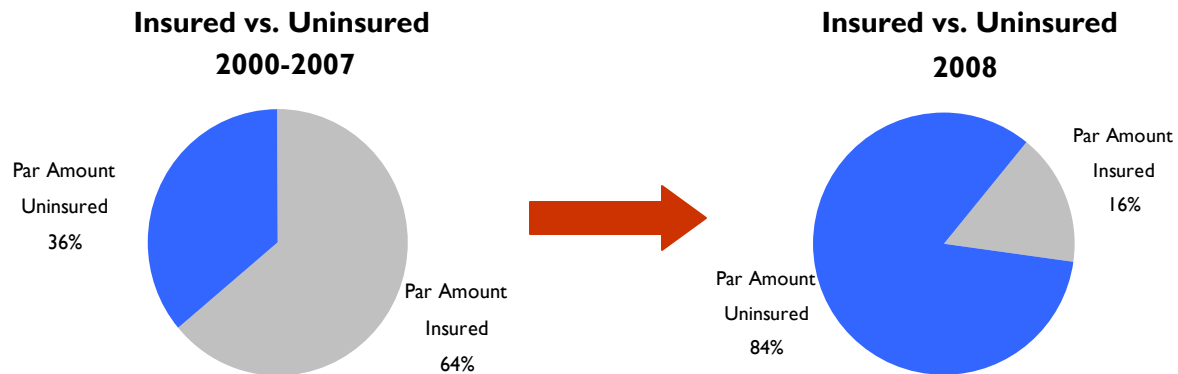 Insured vs. Uninsured
2000-2007
Par Amount
Uninsured
36%
Par Amount
Insured
64%
Insured vs. Uninsured
2008
Par Amount
Insured
16%
Par Amount
Uninsured
84%